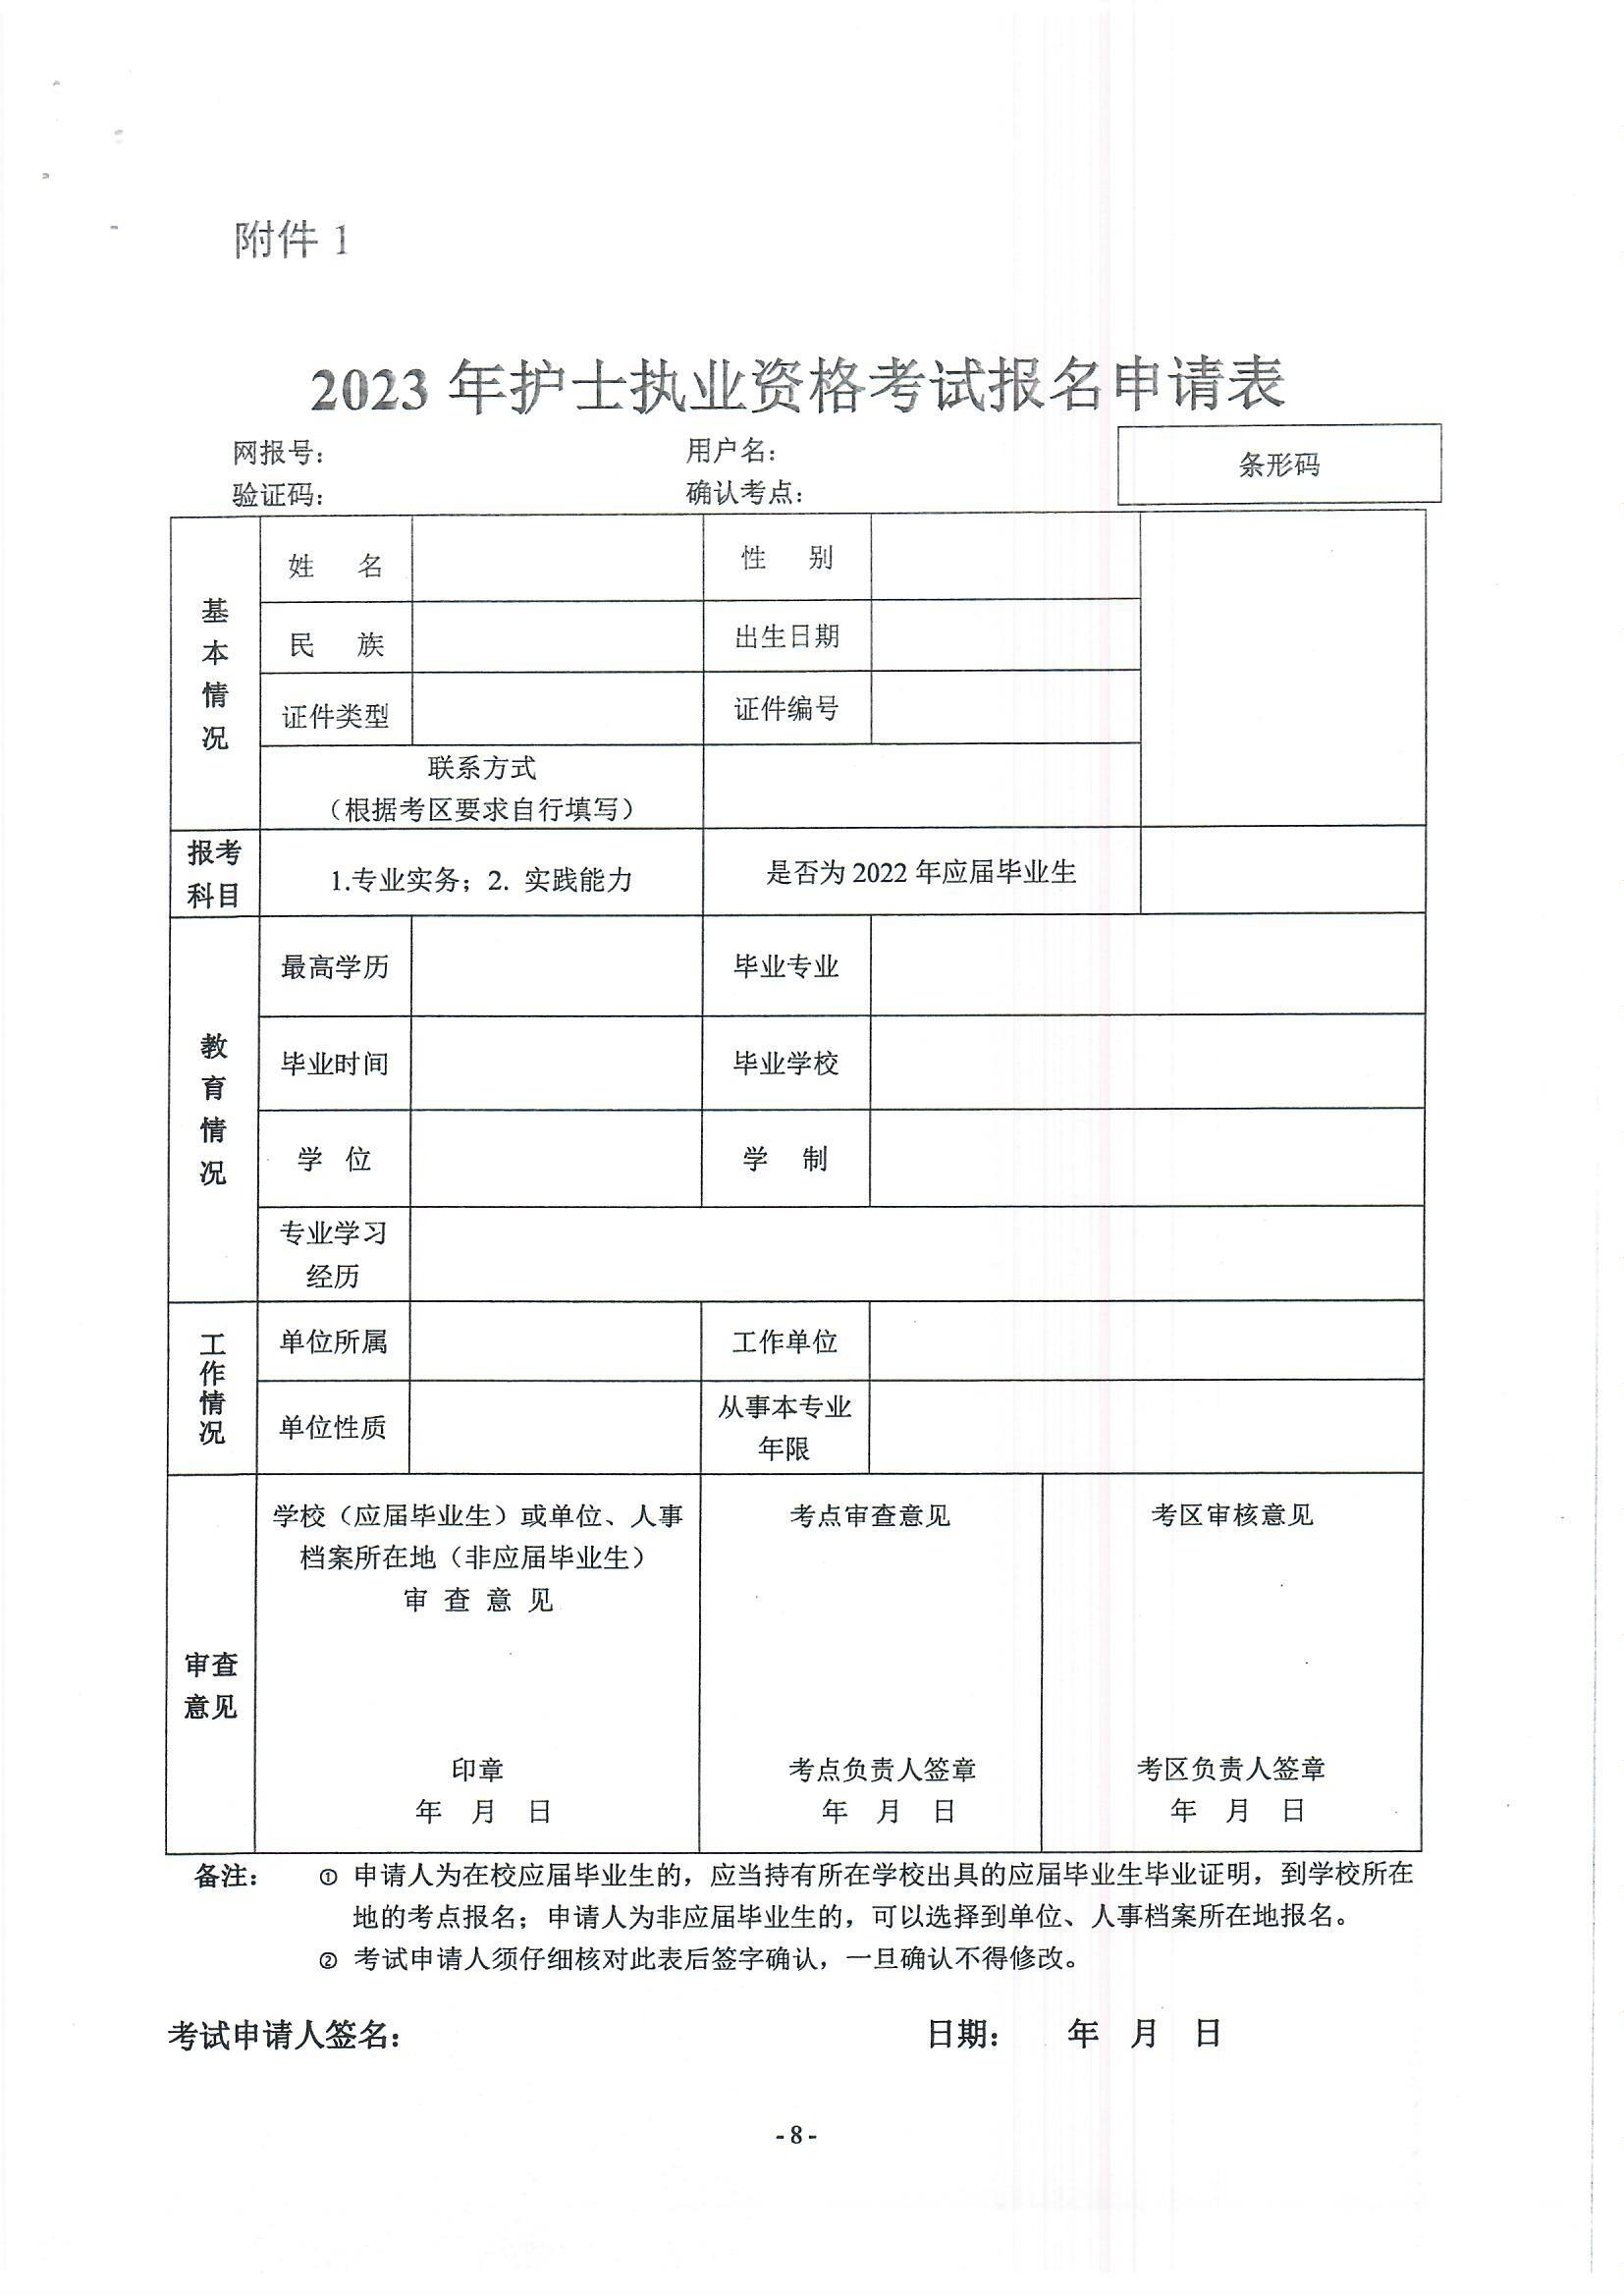 附件 1
2023 年护士执业资格考试报名申请表
网报号: 用户名: 条形码
验证码: 确认考点:
基本情况
姓 名 性 别
民 族 出生日期
证件类型 证件编号
联系方式
（根据考区要求自行填写）
报考科目
1.专业实务；2. 实践能力 是否为 2022 年应届毕业生
教育情况
最高学历 毕业专业
毕业时间 毕业学校
学 位 学 制
专业学习
经历
工作情况
单位所属 工作单位
单位性质 从事本专业
年限
审查
意见
学校（应届毕业生）或单位、人事
档案所在地（非应届毕业生）
审 查 意 见
印章
年 月 日
考点审查意见
考点负责人签章
年 月 日
考区审核意见
考区负责人签章
年 月 日
备注： ① 申请人为在校应届毕业生的，应当持有所在学校出具的应届毕业生毕业证明，到学校所在
地的考点报名；申请人为非应届毕业生的，可以选择到单位、人事档案所在地报名。
② 考试申请人须仔细核对此表后签字确认，一旦确认不得修改。
考试申请人签名: 日期: 年 月 日
- 8 -